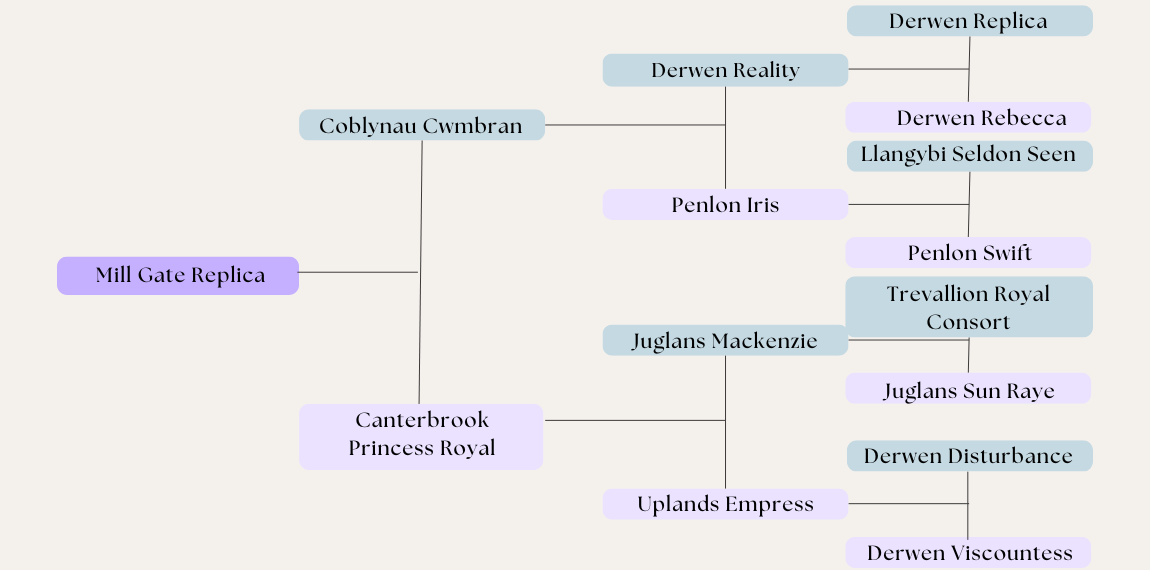 Derwen Replica
Derwen Reality
Derwen Rebecca
Coblynau Cwmbran
Llangybi Seldon Seen
Penlon Iris
Penlon Swift
Mill Gate Replica
Trevallion Royal
Consort
Juglans Mackenzie
Juglans Sun Raye
Canterbrook
Princess Royal
Derwen Disturbance
Uplands Empress
Derwen Viscountess